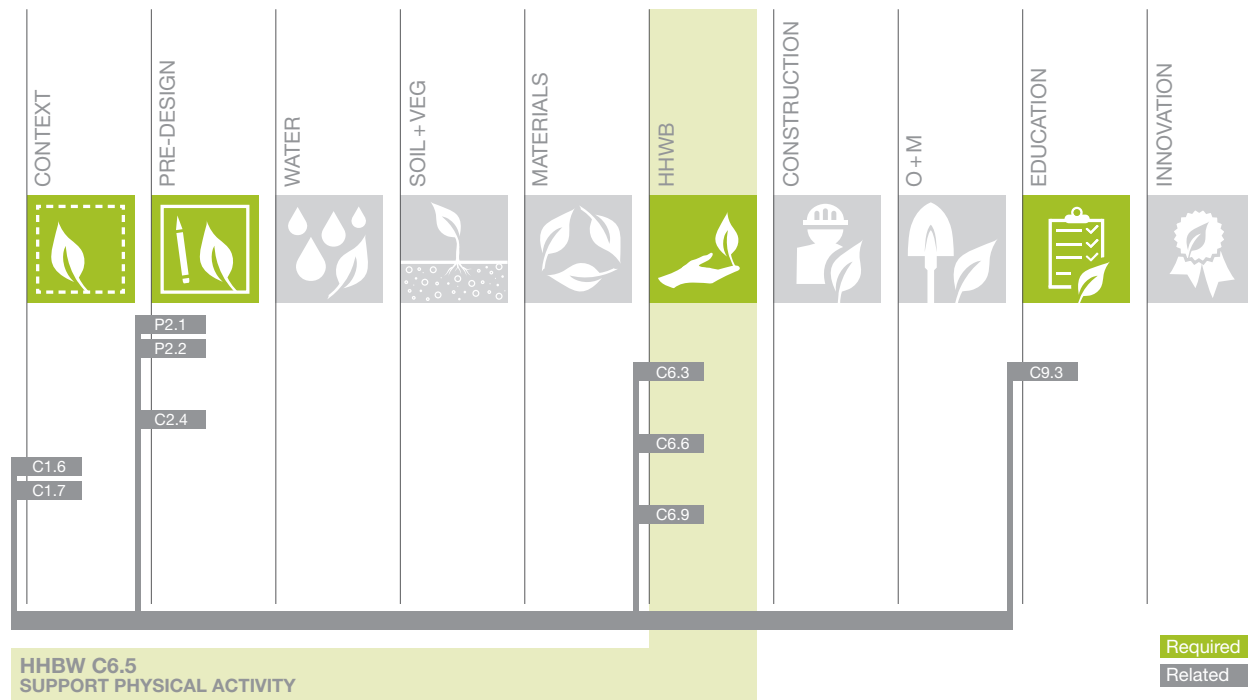 CONTEXT
PRE-DESIGN
WATER
SOIL + VEG
MATERIALS
HHWB
CONSTRUCTION
O + M
EDUCATION
INNOVATION
P2.1
P2.2
C6.3
C9.3
C2.4
C6.6
C1.6
C1.7
C6.9
HHBW C6.5
SUPPORT PHYSICAL ACTIVITY
Required
Related